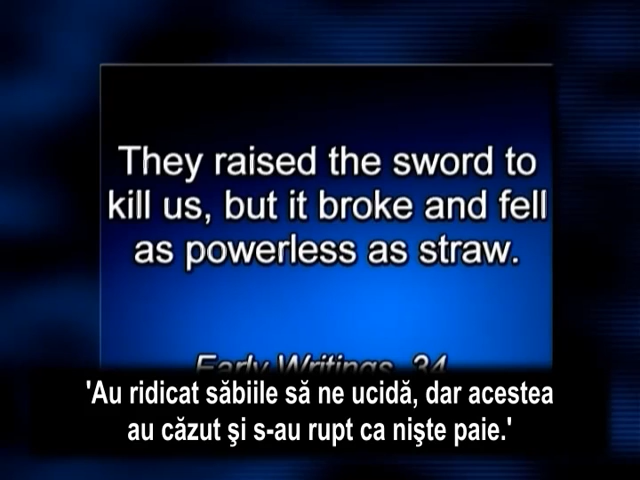 They raised the sword to
kill us, but it broke and fell
as powerless as straw.
Early Writings, 34
'Au ridicat săbiile să ne ucidă, dar acestea
au căzut şi s-au rupt ca nişte paie.'